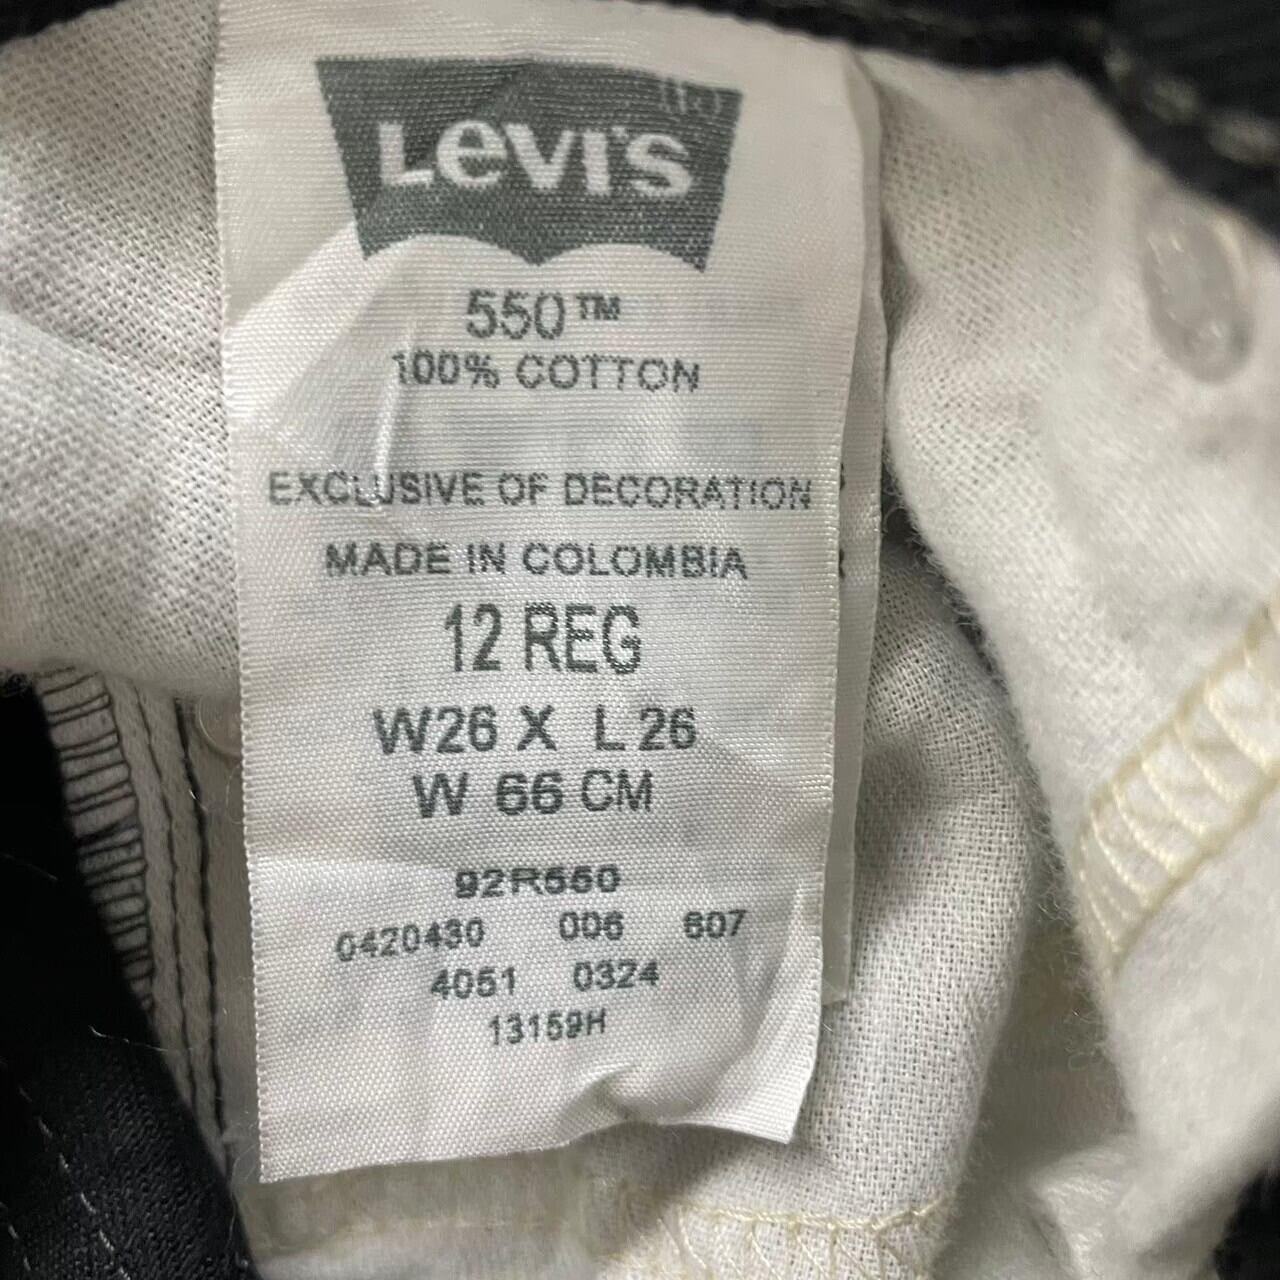 Levi's
550™
100% COTTON
EXCLUSIVE OF DECORATION
MADE IN COLOMBIA
12 REG
W26 X L26
W 66 CM
92R550
0420430 006 607
4051 0324
13159H